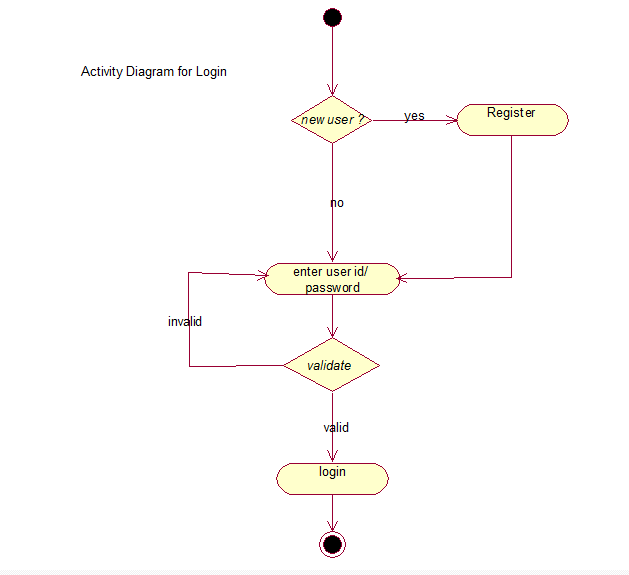 Activity Diagram for Login
new user ?
yes
Register
no
enter user id/
password
invalid
validate
valid
login